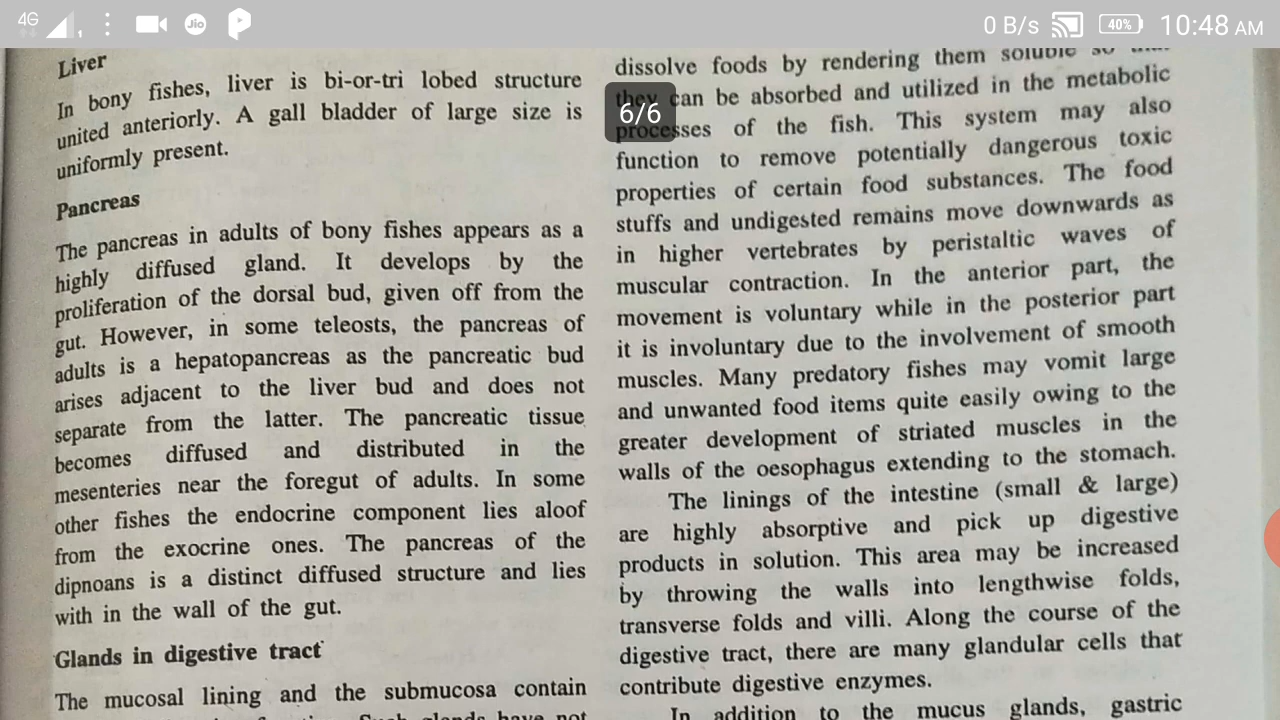 4G
Jio
0 B/s
40%
10:48 AM
6/6
Liver
In bony fishes, liver is bi-or-tri lobed structure
united anteriorly. A gall bladder of large size is
uniformly present.
Pancreas
The pancreas in adults of bony fishes appears as a
highly diffused gland. It develops by the
proliferation of the dorsal bud, given off from the
gut. However, in some teleosts, the pancreas of
adults is a hepatopancreas as the pancreatic bud
arises adjacent to the liver bud and does not
separate from the latter. The pancreatic tissue
becomes diffused and distributed in the
mesenteries near the foregut of adults. In some
other fishes the endocrine component lies aloof
from the exocrine ones. The pancreas of the
dipnoans is a distinct diffused structure and lies
with in the wall of the gut.
Glands in digestive tract
The mucosal lining and the submucosa contain
Such glands have not
dissolve foods by rendering them soluble so
they can be absorbed and utilized in the metabolic
processes of the fish. This system may also
function to remove potentially dangerous toxic
properties of certain food substances. The food
stuffs and undigested remains move downwards as
in higher vertebrates by peristaltic waves of
muscular contraction. In the anterior part, the
movement is voluntary while in the posterior part
it is involuntary due to the involvement of smooth
muscles. Many predatory fishes may vomit large
and unwanted food items quite easily owing to the
greater development of striated muscles in the
walls of the oesophagus extending to the stomach.
The linings of the intestine (small & large)
are highly absorptive and pick up digestive
products in solution. This area may be increased
by throwing the walls into lengthwise folds,
transverse folds and villi. Along the course of the
digestive tract, there are many glandular cells that
contribute digestive enzymes.
In addition to the mucus glands, gastric